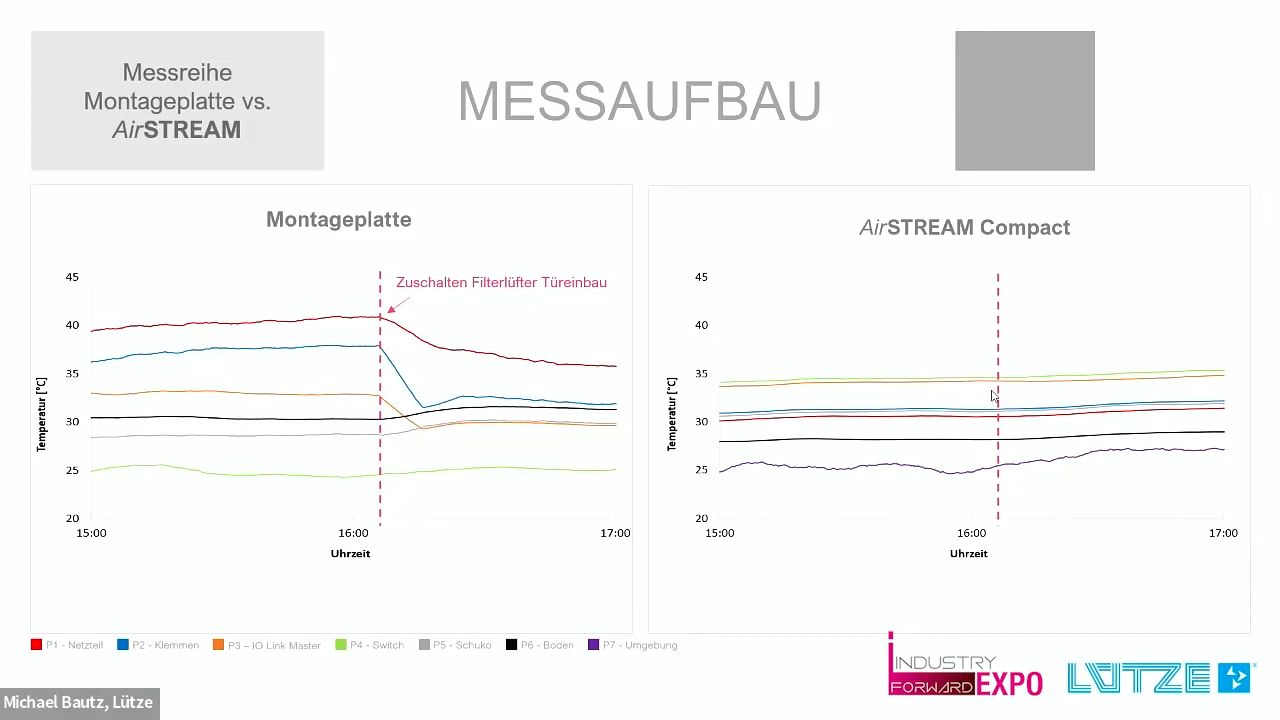 Messreihe
Montageplatte vs.
AirSTREAM
MESSAUFBAU
Montageplatte
Zuschalten Filterlüfter Türeinbau
45
40
35
30
25
20
Temperatur [°C]
15:00 16:00 17:00
Uhrzeit
AirSTREAM Compact
45
40
35
30
25
20
Temperatur [°C]
15:00 16:00 17:00
Uhrzeit
P1 - Netzteil P2 - Klemmen P3 – IO Link Master P4 - Switch P5 - Schuko P6 - Boden P7 - Umgebung
INDUSTRY
FORWARD EXPO
LÜTZE
Michael Bautz, Lütze